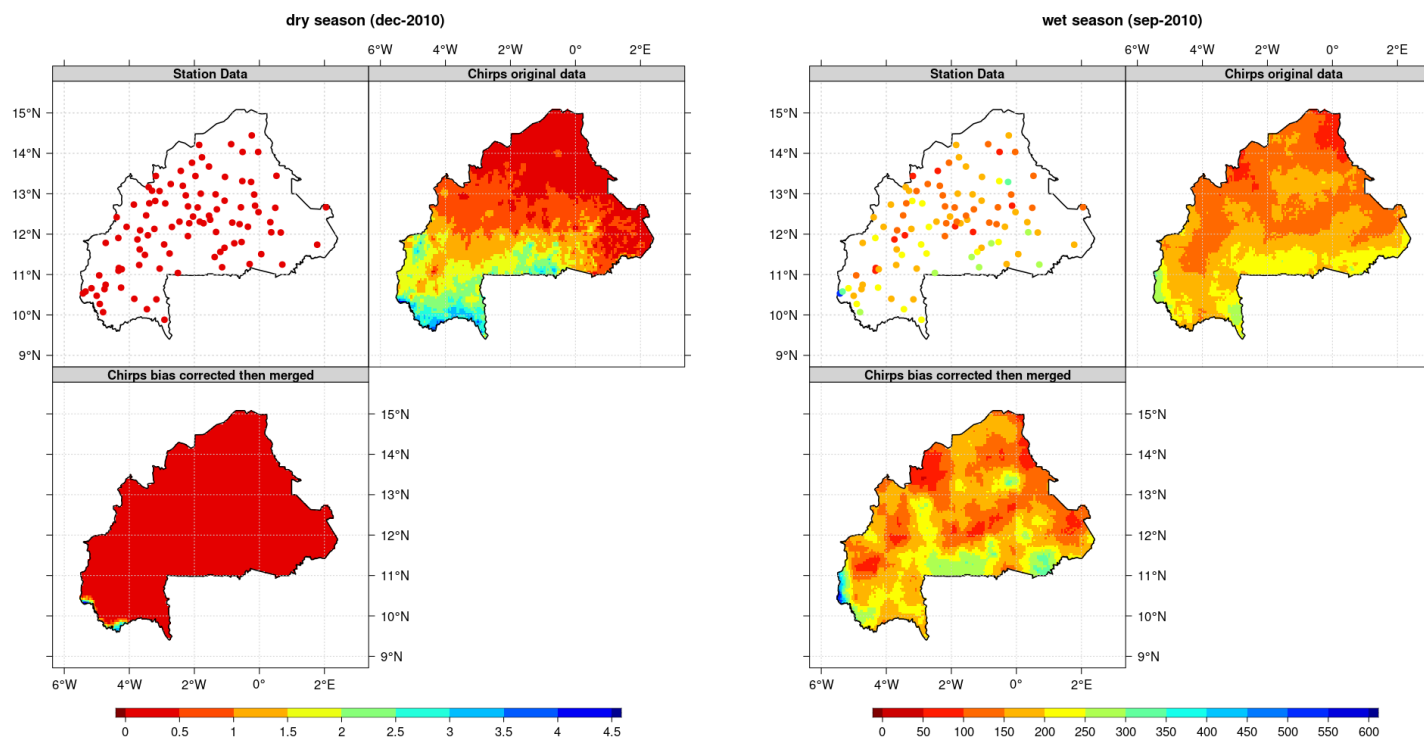 dry season (dec-2010)
6°W 4°W 2°W 0° 2°E
Station Data
Chirps original data
15°N
14°N
13°N
12°N
11°N
10°N
9°N
Chirps bias corrected then merged
15°N
14°N
13°N
12°N
11°N
10°N
9°N
6°W 4°W 2°W 0° 2°E
0 0.5 1 1.5 2 2.5 3 3.5 4 4.5
wet season (sep-2010)
6°W 4°W 2°W 0° 2°E
Station Data
Chirps original data
15°N
14°N
13°N
12°N
11°N
10°N
9°N
Chirps bias corrected then merged
15°N
14°N
13°N
12°N
11°N
10°N
9°N
6°W 4°W 2°W 0° 2°E
0 50 100 150 200 250 300 350 400 450 500 550 600